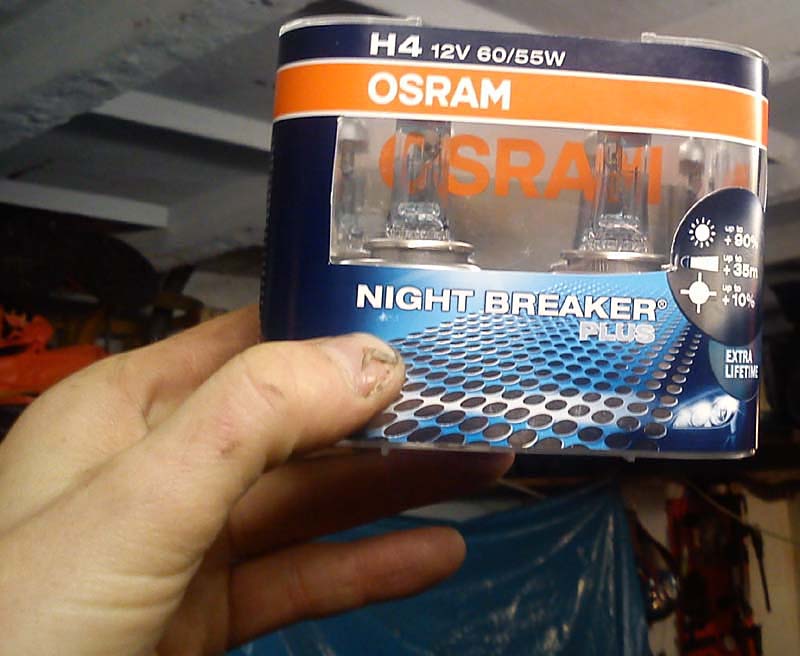 H4 12V 60/55W
OSRAM
OSRAM
up to
+ 90%
up to
+ 35m
up to
+ 10%
NIGHT BREAKER®
PLUS
EXTRA
LIFETIME